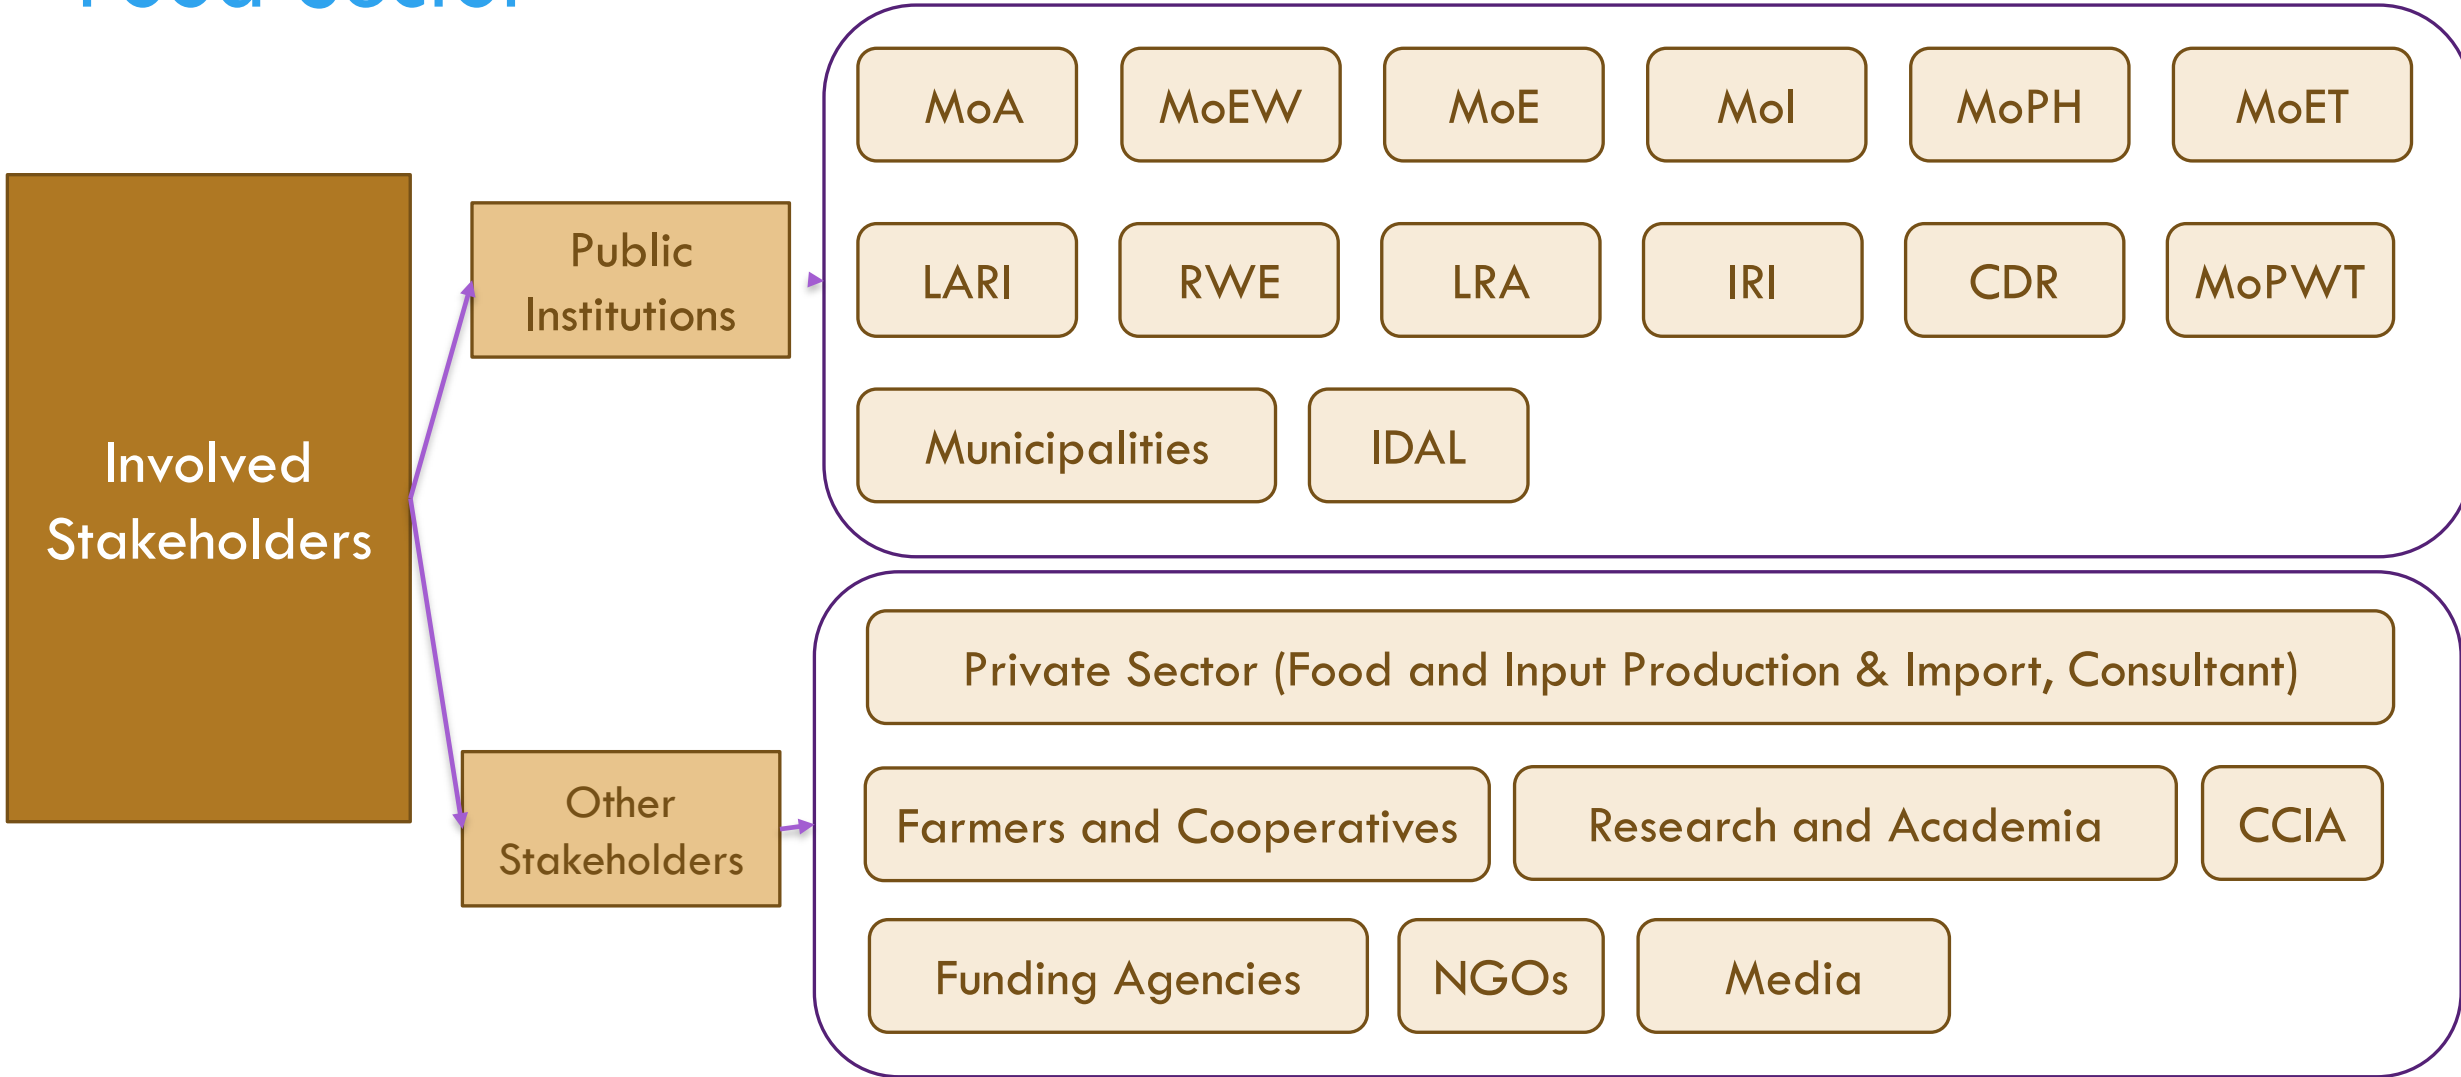 Food Sector
MoA
MoEW
MoE
MoI
MoPH
MoET
Public
Institutions
LARI
RWE
LRA
IRI
CDR
MoPWT
Involved
Stakeholders
Municipalities
IDAL
Private Sector (Food and Input Production & Import, Consultant)
Other
Stakeholders
Farmers and Cooperatives
Research and Academia
CCIA
Funding Agencies
NGOs
Media